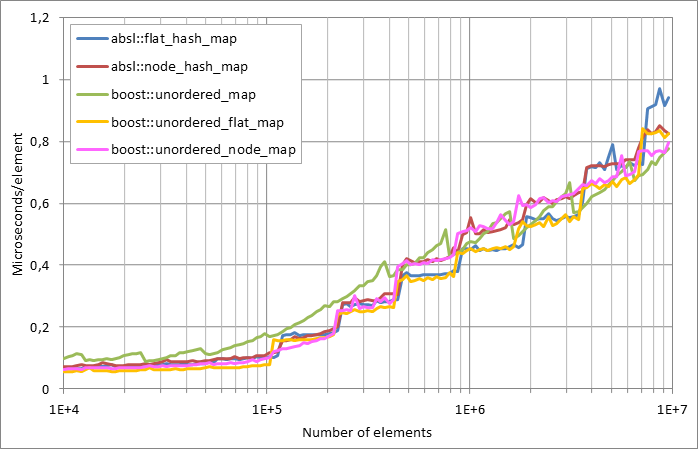 1,2
1
0,8
0,6
0,4
0,2
0
Microseconds/element
absl::flat_hash_map
absl::node_hash_map
boost::unordered_map
boost::unordered_flat_map
boost::unordered_node_map
1E+4 1E+5 1E+6 1E+7
Number of elements